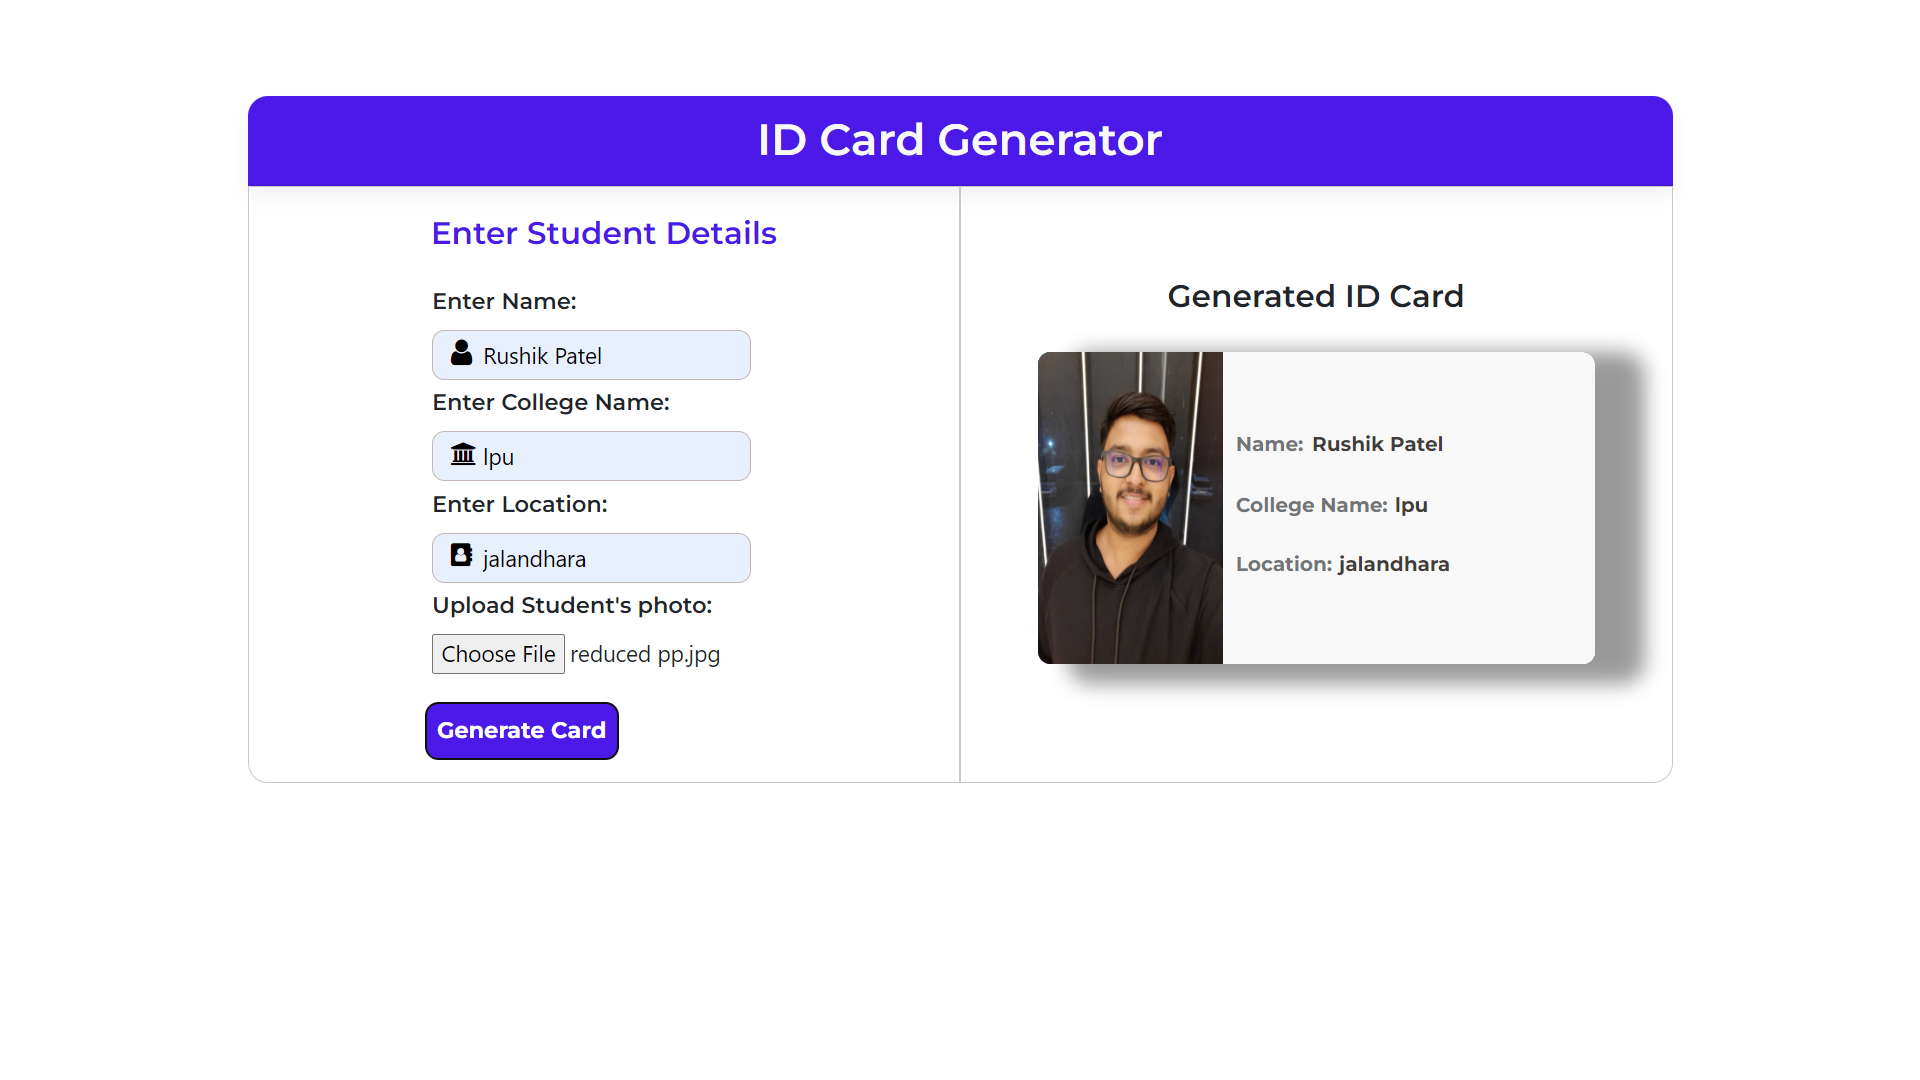 ID Card Generator
Enter Student Details
Enter Name:
Rushik Patel
Enter College Name:
lpu
Enter Location:
jalandhara
Upload Student's photo:
Choose File reduced pp.jpg
Generate Card
Generated ID Card
Name: Rushik Patel
College Name: lpu
Location: jalandhara